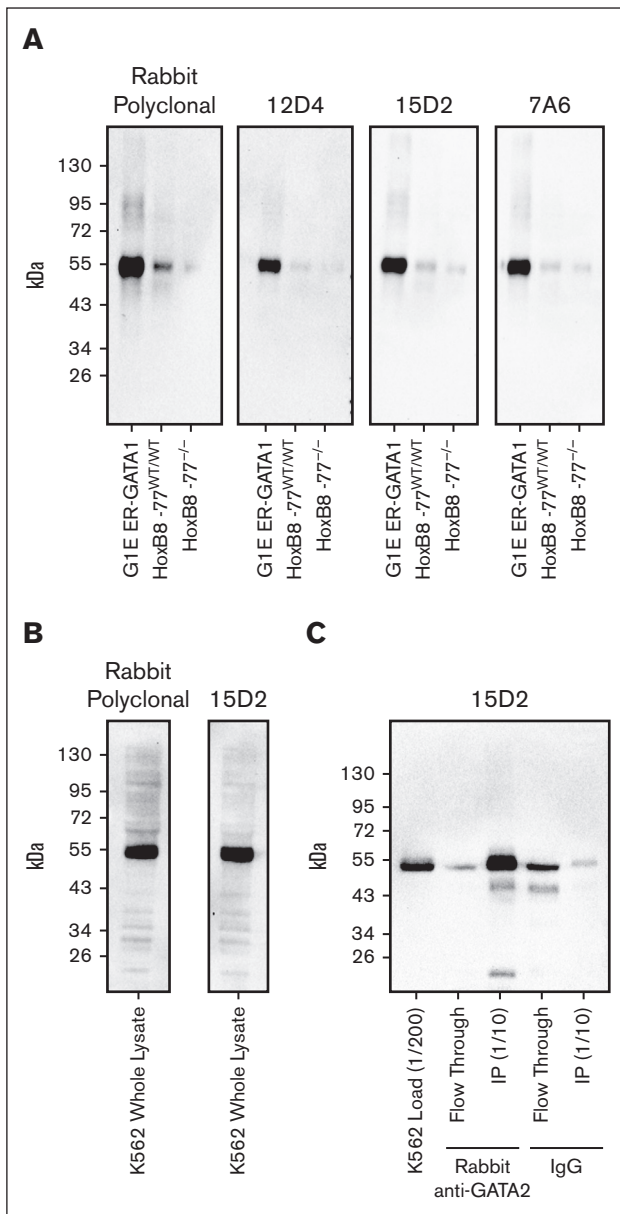 A
Rabbit
Polyclonal
12D4
15D2
7A6
kDa
130
95
72
55
43
34
26
G1E ER-GATA1
HoxB8 -77WT/WT
HoxB8 -77-/-
G1E ER-GATA1
HoxB8 -77WT/WT
HoxB8 -77-/-
G1E ER-GATA1
HoxB8 -77WT/WT
HoxB8 -77-/-
G1E ER-GATA1
HoxB8 -77WT/WT
HoxB8 -77-/-
B
Rabbit
Polyclonal
15D2
kDa
130
95
72
55
43
34
26
K562 Whole Lysate
K562 Whole Lysate
C
15D2
kDa
130
95
72
55
43
34
26
K562 Load (1/200)
Flow Through
IP (1/10)
Flow Through
IP (1/10)
Rabbit
anti-GATA2
IgG